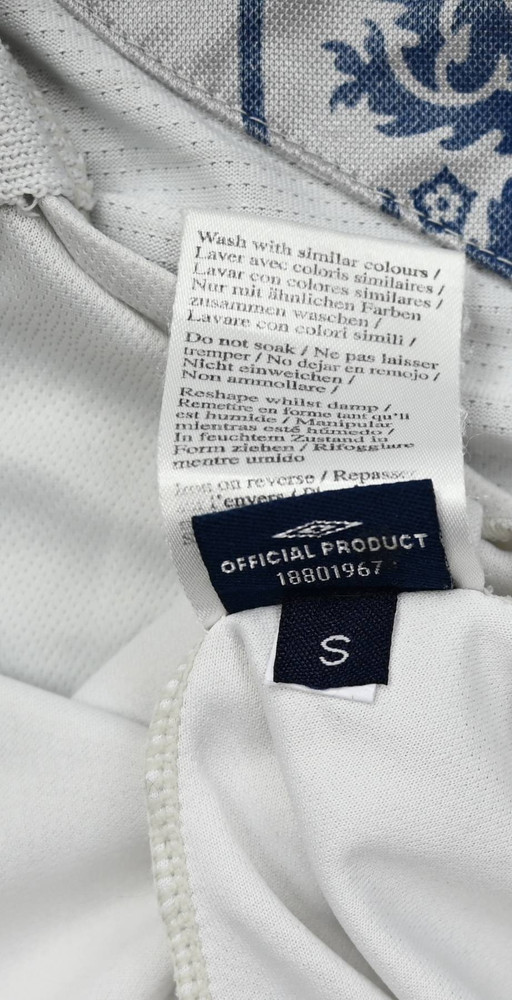 Wash with similar colours /
Laver avec coloris similaires /
Lavar con colores similares /
Nur mit ähnlichen Farben
zusammen waschen /
Lavare con colori simili /
Do not soak / Ne pas laisser
tremper / No dejar en remojo /
Nicht einweichen /
Non ammollare /
Reshape whilst damp /
Remettre en forme tant qu'il
est humide / Manipular
mientras esté húmedo /
In feuchtem Zustand in
Form ziehen / Rifoggiare
mentre umido
Iron on reverse / Repasser
l'envers /
OFFICIAL PRODUCT
18801967
S